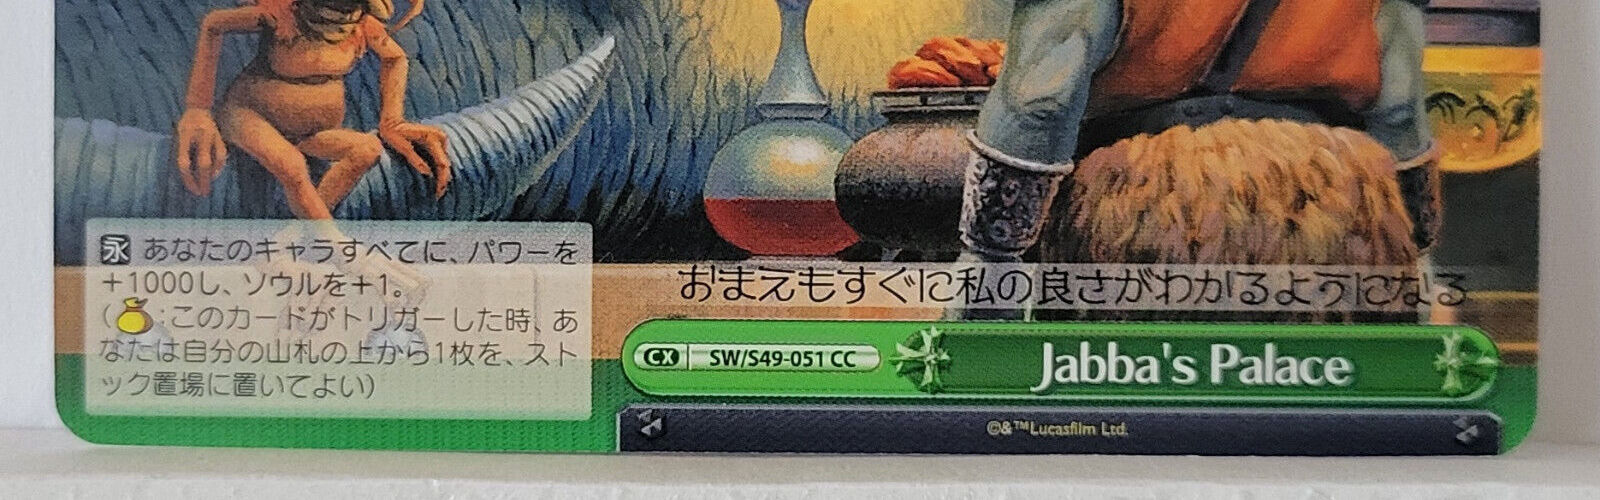 永 あなたのキャラすべてに、パワーを
+1000し、ソウルを+1。
( :このカードがトリガーした時、あ
なたは自分の山札の上から1枚を、スト
ック置場に置いてよい)
おまえもすぐに私の良さがわかるようになる
CX SW/S49-051 CC Jabba's Palace
©&™Lucasfilm Ltd.